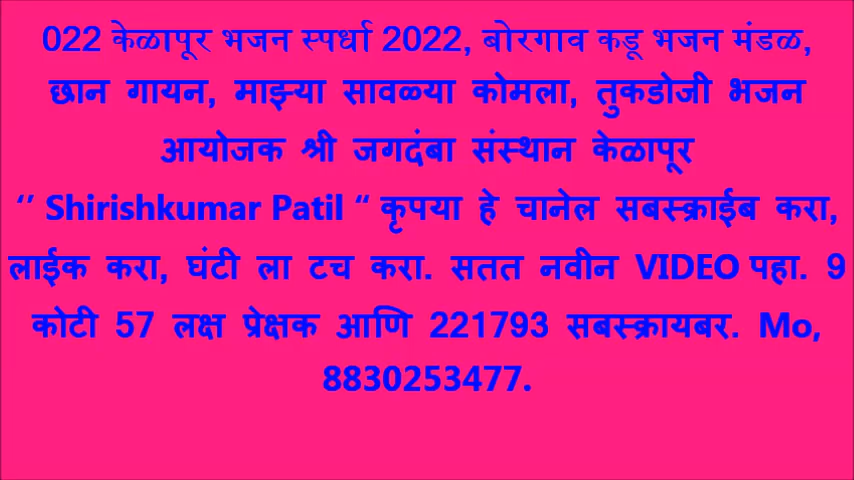 022 केळापूर भजन स्पर्धा 2022, बोरगाव कडू भजन मंडळ,
छान गायन, माझ्या सावळ्या कोमला, तुकडोजी भजन
आयोजक श्री जगदंबा संस्थान केळापूर
‘’ Shirishkumar Patil “ कृपया हे चानेल सबस्क्राईब करा,
लाईक करा, घंटी ला टच करा. सतत नवीन VIDEO पहा. 9
कोटी 57 लक्ष प्रेक्षक आणि 221793 सबस्क्रायबर. Mo,
8830253477.